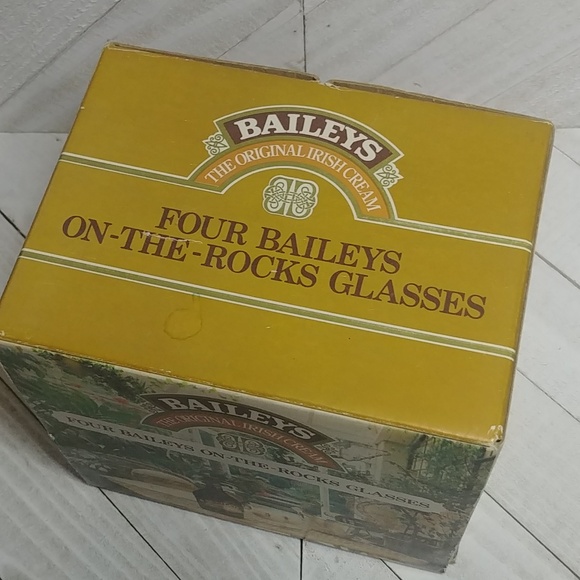 BAILEYS
THE ORIGINAL IRISH CREAM
FOUR BAILEYS
ON-THE-ROCKS GLASSES
BAILEYS
THE ORIGINAL IRISH CREAM
FOUR BAILEYS ON-THE-ROCKS GLASSES